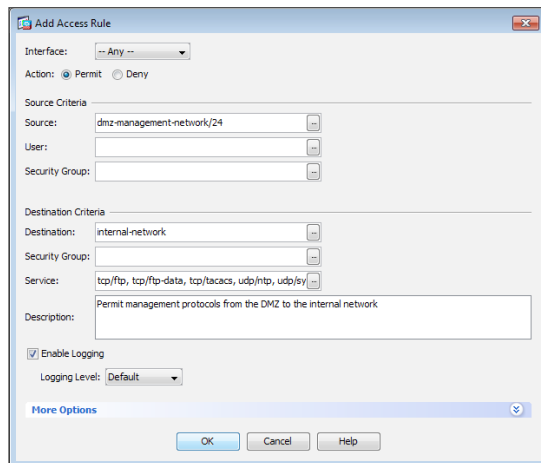 Add Access Rule
Interface: -- Any --
Action: Permit Deny
Source Criteria
Source: dmz-management-network/24
User:
Security Group:
Destination Criteria
Destination: internal-network
Security Group:
Service: tcp/ftp, tcp/ftp-data, tcp/tacacs, udp/ntp, udp/sy
Description: Permit management protocols from the DMZ to the internal network
Enable Logging
Logging Level: Default
More Options
OK Cancel Help